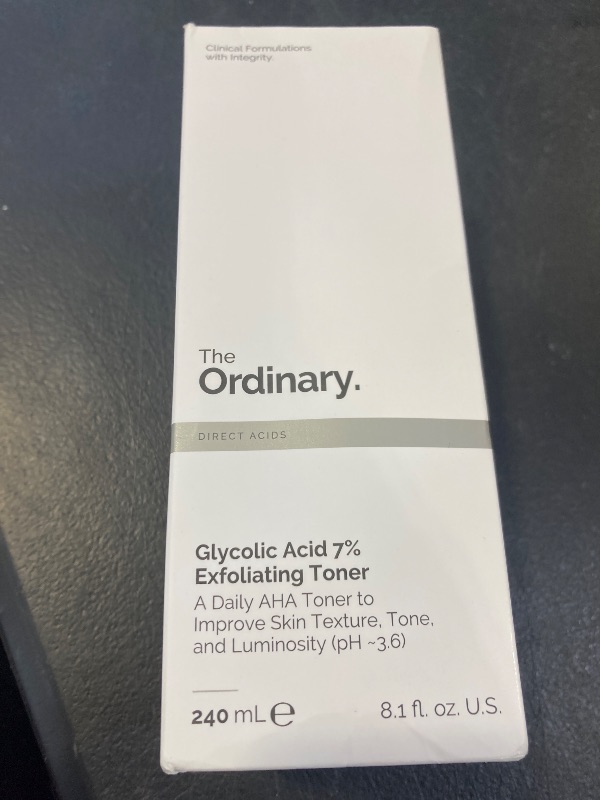 Clinical Formulations
with Integrity.
The
Ordinary.
DIRECT ACIDS
Glycolic Acid 7%
Exfoliating Toner
A Daily AHA Toner to
Improve Skin Texture, Tone,
and Luminosity (pH ~3.6)
240 mL ℮ 8.1 fl. oz. U.S.